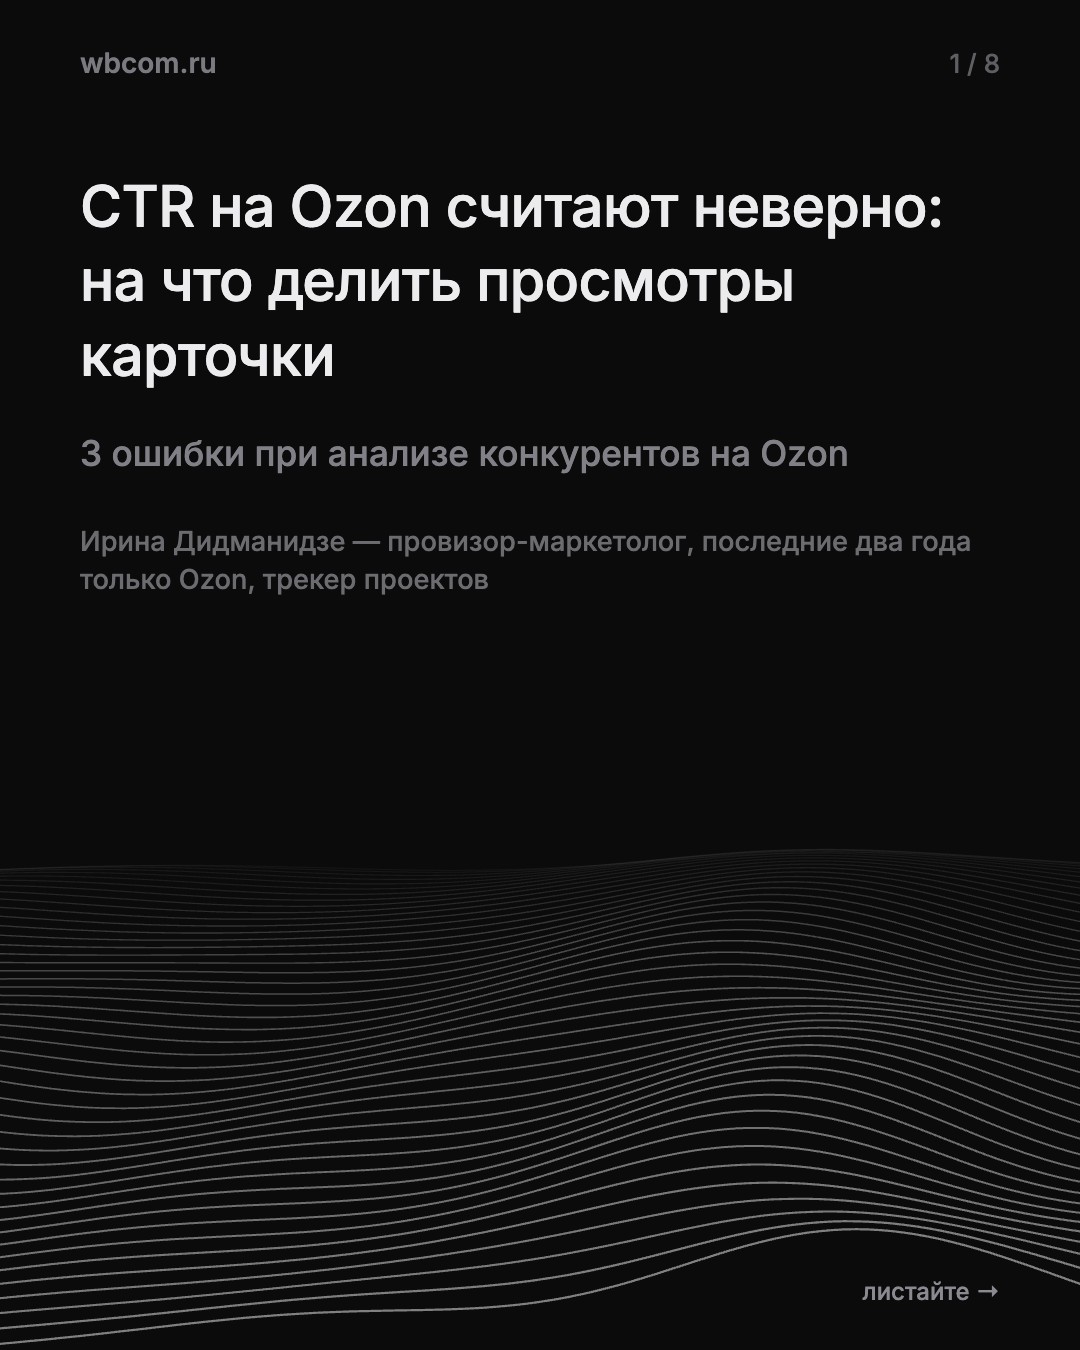 wbcom.ru
1 / 8
CTR на Ozon считают неверно:
на что делить просмотры
карточки
3 ошибки при анализе конкурентов на Ozon
Ирина Дидманидзе — провизор-маркетолог, последние два года
только Ozon, трекер проектов
листайте →